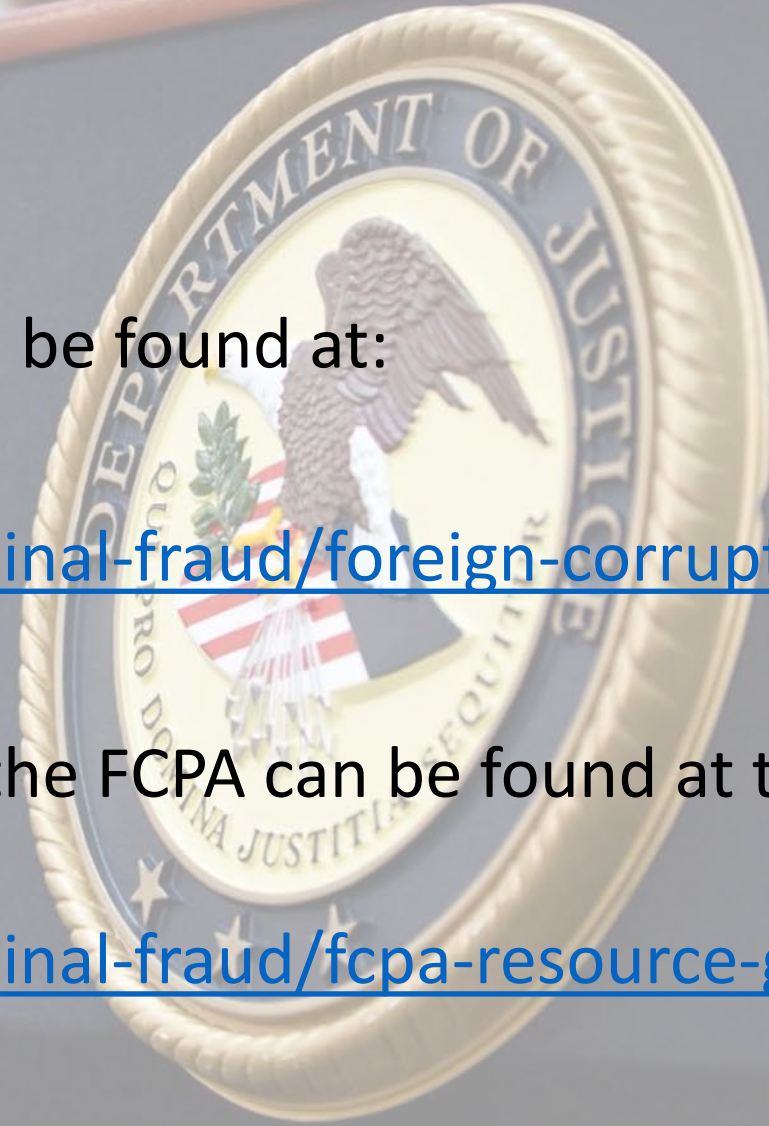 DEPARTMENT OF JUSTICE
be found at:
inal-fraud/foreign-corrupt
QUI PRO DOMINA JUSTITIA SEQUITUR
the FCPA can be found at t
inal-fraud/fcpa-resource-g